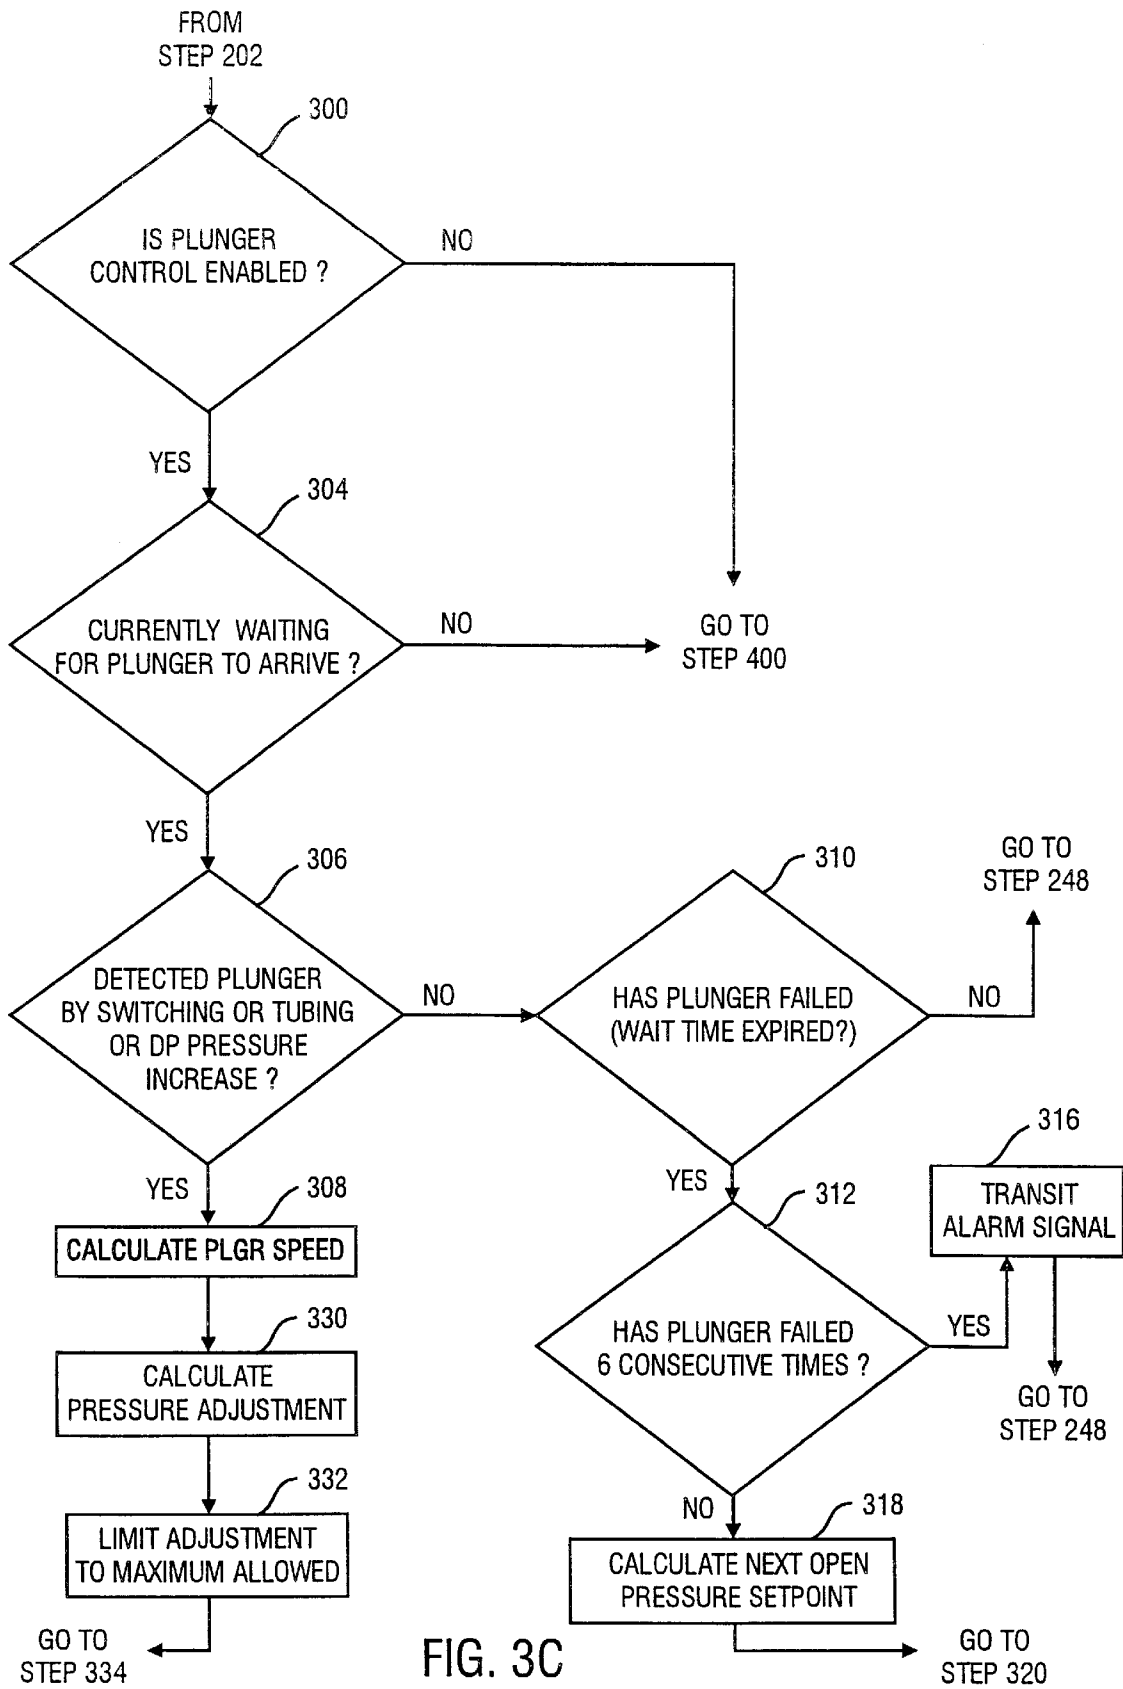 FROM
STEP 202
300
IS PLUNGER
CONTROL ENABLED ?
NO
YES
304
CURRENTLY WAITING
FOR PLUNGER TO ARRIVE ?
NO
GO TO
STEP 400
YES
306
DETECTED PLUNGER
BY SWITCHING OR TUBING
OR DP PRESSURE
INCREASE ?
NO
310
HAS PLUNGER FAILED
(WAIT TIME EXPIRED?)
NO
GO TO
STEP 248
YES
308
CALCULATE PLGR SPEED
330
CALCULATE
PRESSURE ADJUSTMENT
332
LIMIT ADJUSTMENT
TO MAXIMUM ALLOWED
GO TO
STEP 334
YES
312
HAS PLUNGER FAILED
6 CONSECUTIVE TIMES ?
YES
316
TRANSIT
ALARM SIGNAL
GO TO
STEP 248
NO
318
CALCULATE NEXT OPEN
PRESSURE SETPOINT
GO TO
STEP 320
FIG. 3C